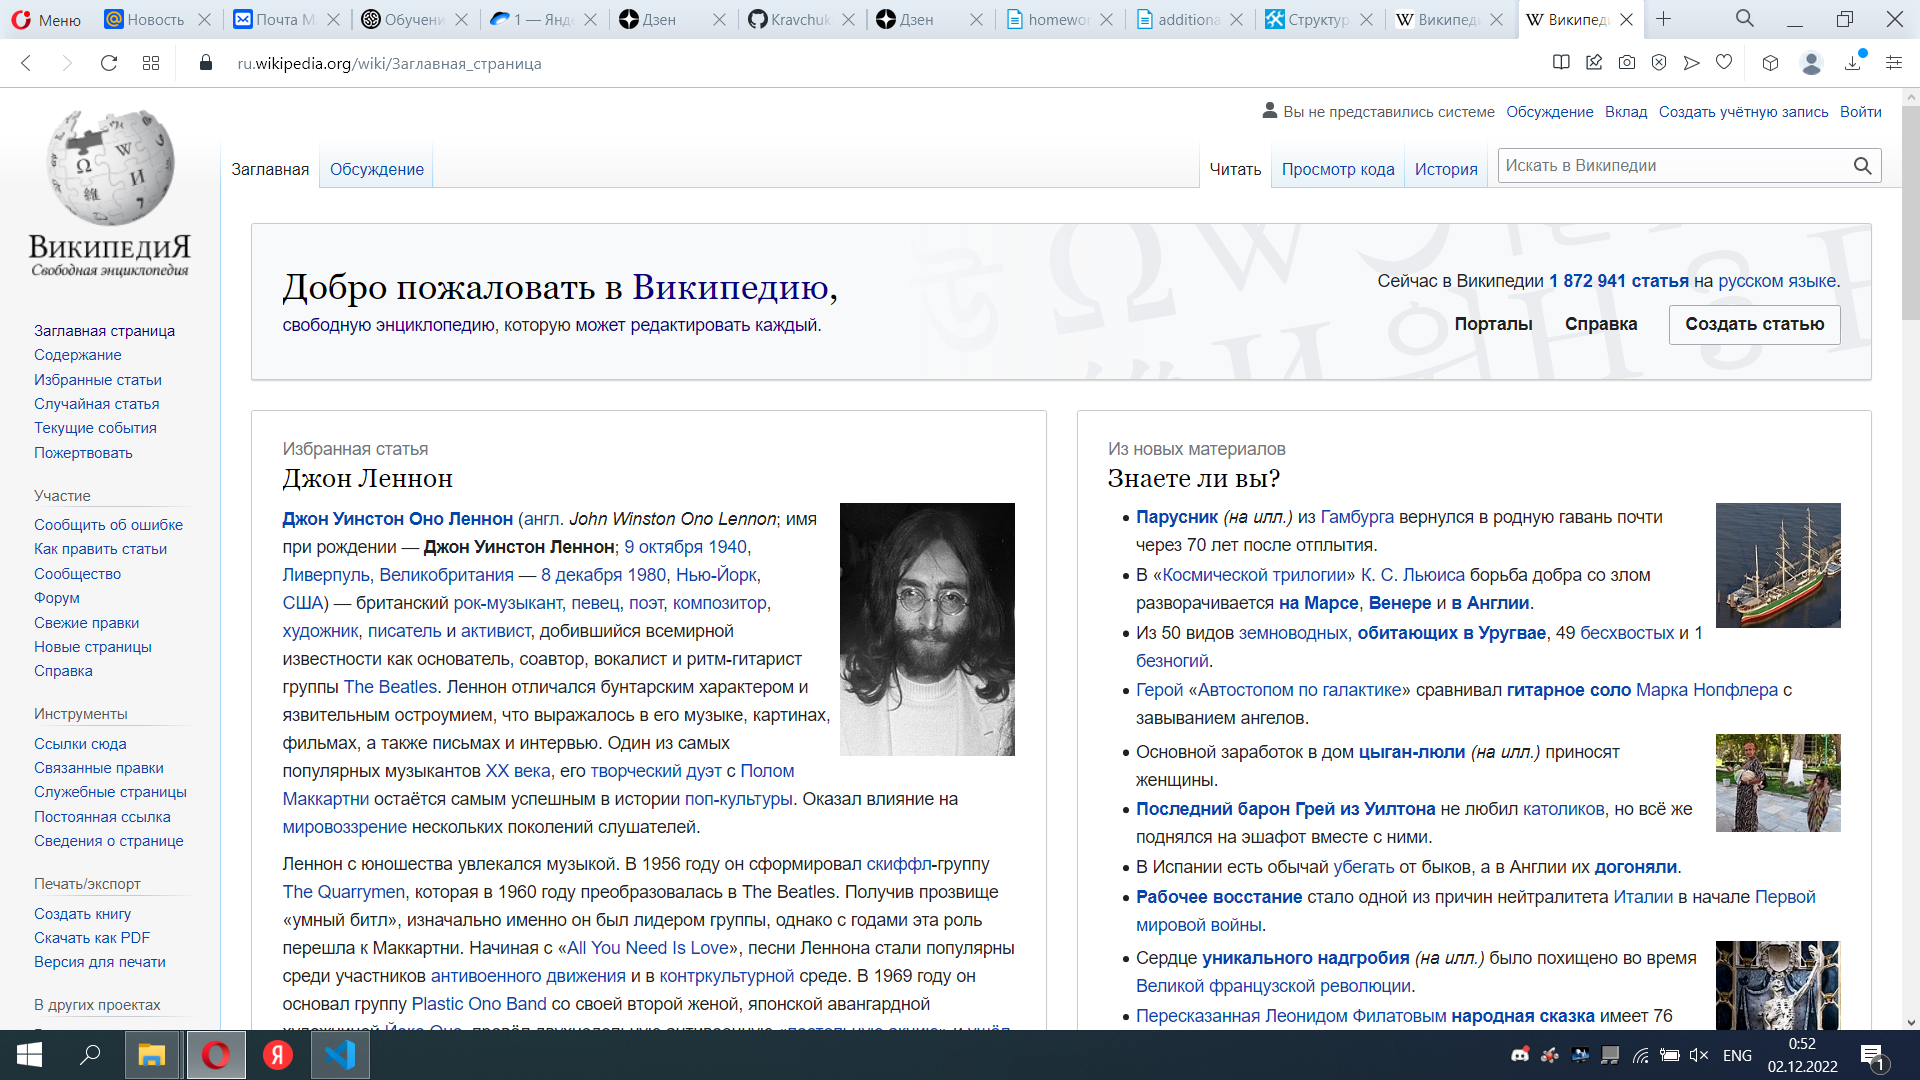 Меню
Новость
Почта M
Обучени
1 — Янде
Дзен
Kravchuk
Дзен
homewor
additiona
Структур
Википеди
Википеди
ru.wikipedia.org/wiki/Заглавная_страница
Вы не представились системе Обсуждение Вклад Создать учётную запись Войти
Заглавная Обсуждение Читать Просмотр кода История Искать в Википедии
ВикипедиЯ
Свободная энциклопедия
Заглавная страница
Содержание
Избранные статьи
Случайная статья
Текущие события
Пожертвовать
Участие
Сообщить об ошибке
Как править статьи
Сообщество
Форум
Свежие правки
Новые страницы
Справка
Инструменты
Ссылки сюда
Связанные правки
Служебные страницы
Постоянная ссылка
Сведения о странице
Печать/экспорт
Создать книгу
Скачать как PDF
Версия для печати
В других проектах
Добро пожаловать в Википедию,
свободную энциклопедию, которую может редактировать каждый.
Сейчас в Википедии 1 872 941 статья на русском языке.
Порталы Справка Создать статью
Избранная статья
Джон Леннон
Джон Уинстон Оно Леннон (англ. John Winston Ono Lennon; имя
при рождении — Джон Уинстон Леннон; 9 октября 1940,
Ливерпуль, Великобритания — 8 декабря 1980, Нью-Йорк,
США) — британский рок-музыкант, певец, поэт, композитор,
художник, писатель и активист, добившийся всемирной
известности как основатель, соавтор, вокалист и ритм-гитарист
группы The Beatles. Леннон отличался бунтарским характером и
язвительным остроумием, что выражалось в его музыке, картинах,
фильмах, а также письмах и интервью. Один из самых
популярных музыкантов XX века, его творческий дуэт с Полом
Маккартни остаётся самым успешным в истории поп-культуры. Оказал влияние на
мировоззрение нескольких поколений слушателей.
Леннон с юношества увлекался музыкой. В 1956 году он сформировал скиффл-группу
The Quarrymen, которая в 1960 году преобразовалась в The Beatles. Получив прозвище
«умный битл», изначально именно он был лидером группы, однако с годами эта роль
перешла к Маккартни. Начиная с «All You Need Is Love», песни Леннона стали популярны
среди участников антивоенного движения и в контркультурной среде. В 1969 году он
основал группу Plastic Ono Band со своей второй женой, японской авангардной
художницей Йоко Оно, провёл двухнедельную антивоенную «постельную акцию» и ушёл
Из новых материалов
Знаете ли вы?
Парусник (на илл.) из Гамбурга вернулся в родную гавань почти
через 70 лет после отплытия.
В «Космической трилогии» К. С. Льюиса борьба добра со злом
разворачивается на Марсе, Венере и в Англии.
Из 50 видов земноводных, обитающих в Уругвае, 49 бесхвостых и 1
безногий.
Герой «Автостопом по галактике» сравнивал гитарное соло Марка Нопфлера с
завыванием ангелов.
Основной заработок в дом цыган-люли (на илл.) приносят
женщины.
Последний барон Грей из Уилтона не любил католиков, но всё же
поднялся на эшафот вместе с ними.
В Испании есть обычай убегать от быков, а в Англии их догоняли.
Рабочее восстание стало одной из причин нейтралитета Италии в начале Первой
мировой войны.
Сердце уникального надгробия (на илл.) было похищено во время
Великой французской революции.
Пересказанная Леонидом Филатовым народная сказка имеет 76
ENG
0:52
02.12.2022
1